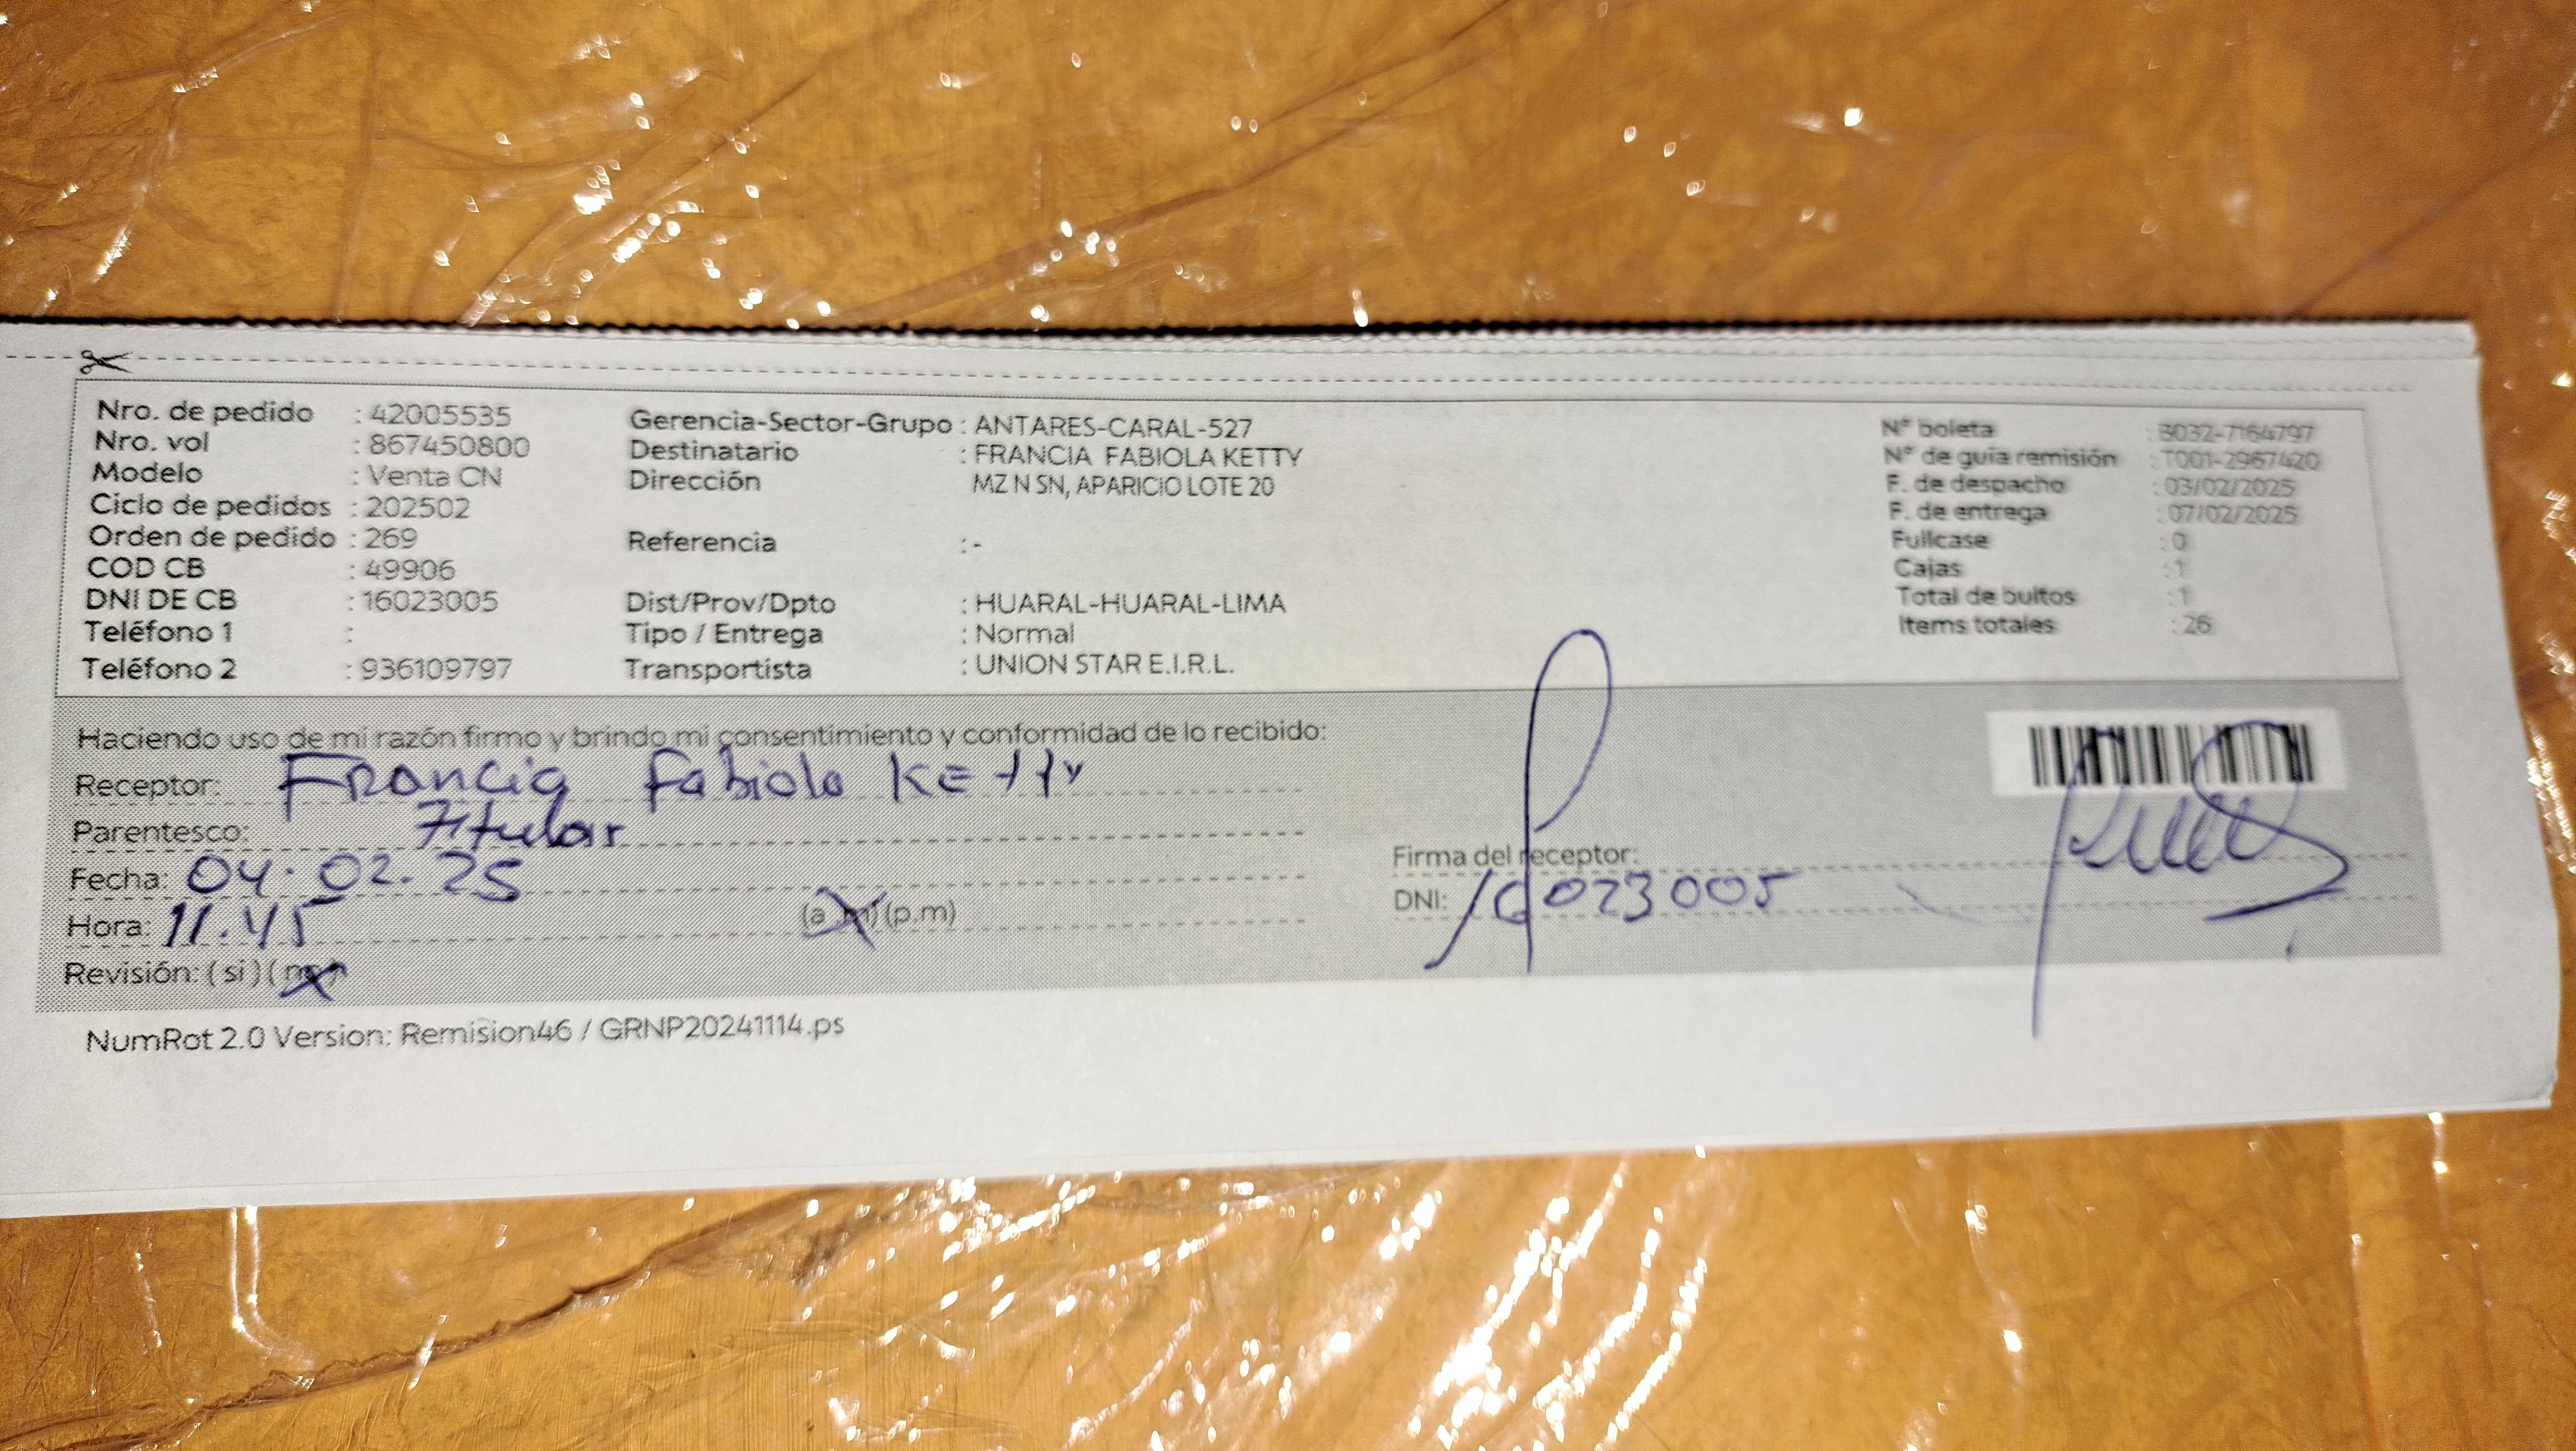 Nro. de pedido : 42005535
Nro. vol : 867450800
Modelo : Venta CN
Ciclo de pedidos : 202502
Orden de pedido : 269
COD CB : 49906
DNI DE CB : 16023005
Teléfono 1 :
Teléfono 2 : 936109797
Gerencia-Sector-Grupo : ANTARES-CARAL-527
Destinatario : FRANCIA FABIOLA KETTY
Dirección MZ N SN, APARICIO LOTE 20
Referencia : -
Dist/Prov/Dpto : HUARAL-HUARAL-LIMA
Tipo / Entrega : Normal
Transportista : UNION STAR E.I.R.L.
N° boleta : B032-7164797
N° de guía remisión : T001-2967420
F. de despacho : 03/02/2025
F. de entrega : 07/02/2025
Fullcase : 0
Cajas : 1
Total de bultos : 1
Items totales : 26
Haciendo uso de mi razón firmo y brindo mi consentimiento y conformidad de lo recibido:
Receptor: Francia Fabiola KETTY
Parentesco: Titular
Fecha: 04.02.25
Hora: 11.45 (a.m) (p.m)
Revisión: (si) (no)
Firma del receptor:
DNI: 16023005
NumRot 2.0 Version: Remision46 / GRNP20241114.ps